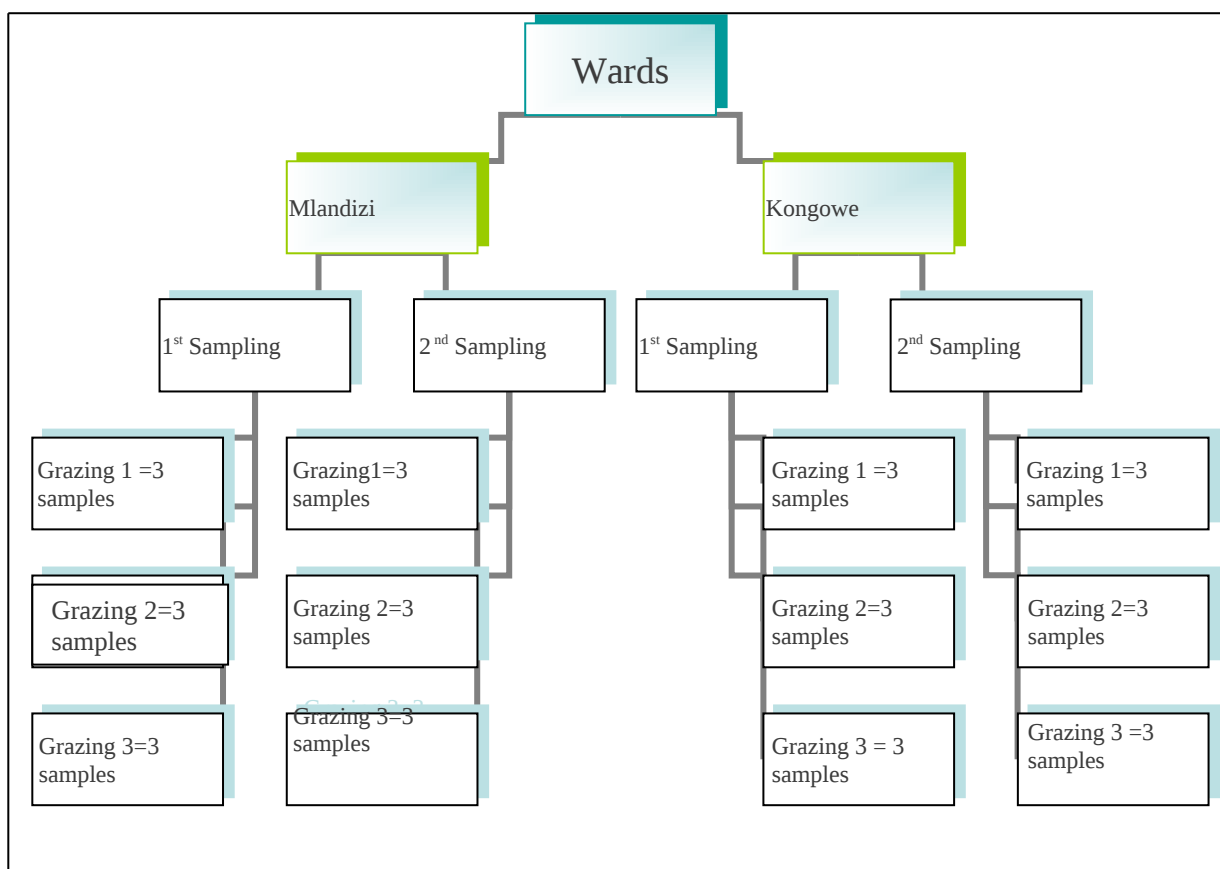 Wards
Mlandizi
Kongowe
1st Sampling
2 nd Sampling
1st Sampling
2nd Sampling
Grazing 1 =3
samples
Grazing1=3
samples
Grazing 1 =3
samples
Grazing 1=3
samples
Grazing 2=3
samples
Grazing 2=3
samples
Grazing 2=3
samples
Grazing 2=3
samples
Grazing 3=3
samples
Grazing 3=3
samples
Grazing 3 = 3
samples
Grazing 3 =3
samples